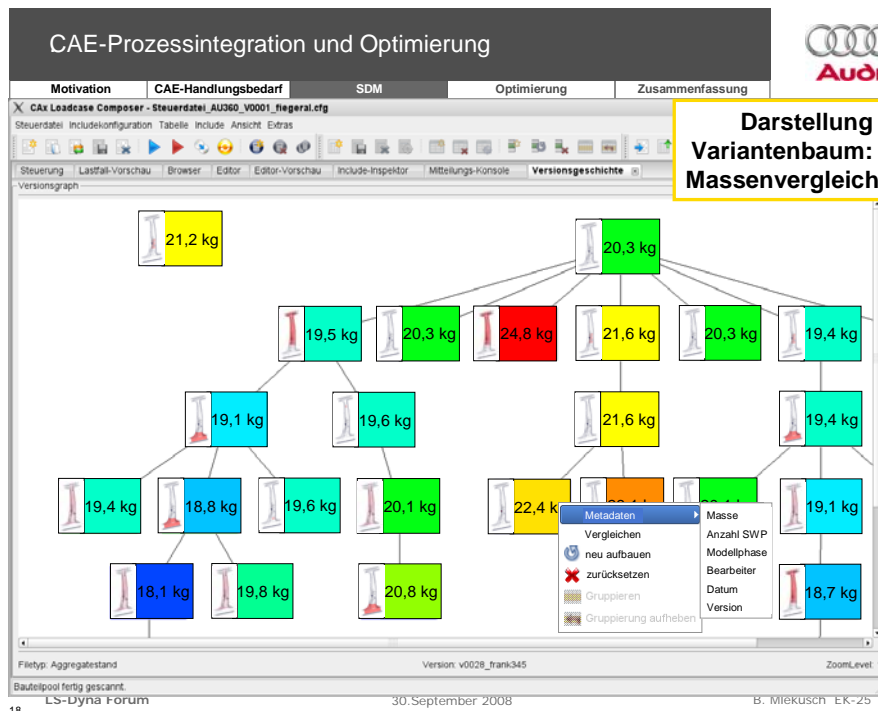 CAE-Prozessintegration und Optimierung
Audi
Motivation
CAE-Handlungsbedarf
SDM
Optimierung
Zusammenfassung
CAx Loadcase Composer - Steuerdatei_AU360_V0001_fiegeral.cfg
Steuerdatei Includekonfiguration Tabelle Include Ansicht Extras
Steuerung Lastfall-Vorschau Browser Editor Editor-Vorschau Include-Inspektor Mitteilungs-Konsole Versionsgeschichte
Versionsgraph
Darstellung
Variantenbaum:
Massenvergleich
21,2 kg
20,3 kg
19,5 kg
20,3 kg
24,8 kg
21,6 kg
20,3 kg
19,4 kg
19,1 kg
19,6 kg
21,6 kg
19,4 kg
19,4 kg
18,8 kg
19,6 kg
20,1 kg
22,4 k
19,1 kg
18,1 kg
19,8 kg
20,8 kg
18,7 kg
Metadaten
Vergleichen
neu aufbauen
zurücksetzen
Gruppieren
Gruppierung aufheben
Masse
Anzahl SWP
Modellphase
Bearbeiter
Datum
Version
Filetyp: Aggregatestand
Version: v0028_frank345
ZoomLevel:
Bauteilpool fertig gescannt.
LS-Dyna Forum
30.September 2008
B. Mlekusch EK-25
18